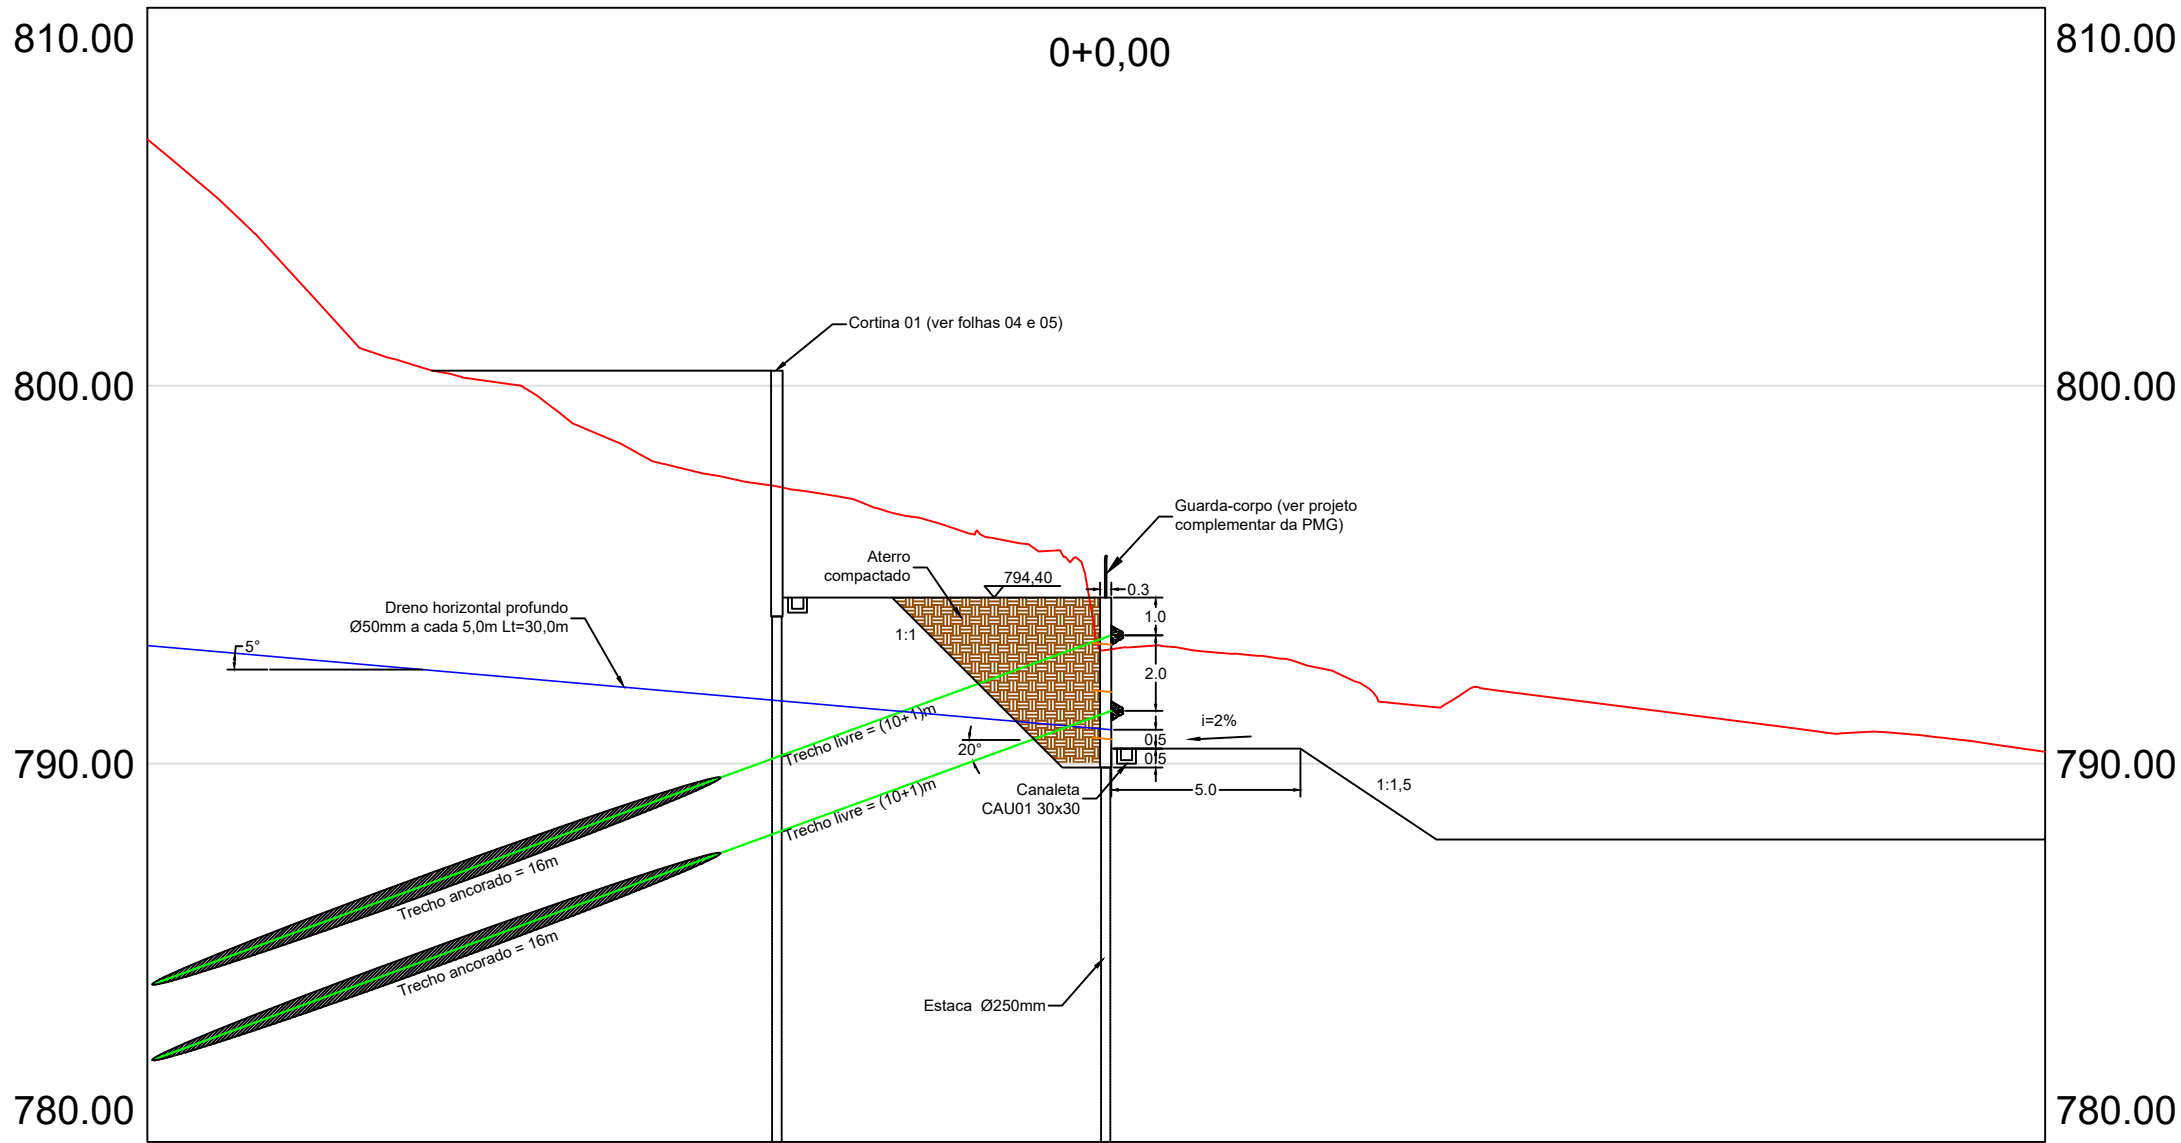 810.00
0+0,00
810.00
Cortina 01 (ver folhas 04 e 05)
800.00
800.00
Guarda-corpo (ver projeto
complementar da PMG)
Aterro
compactado
794,40
0.3
1.0
Dreno horizontal profundo
Ø50mm a cada 5,0m Lt=30,0m
1:1
5°
2.0
Trecho livre = (10+1)m
i=2%
20°
0.5
0.5
790.00
790.00
Trecho livre = (10+1)m
Canaleta
CAU01 30x30
5.0
1:1,5
Trecho ancorado = 16m
Trecho ancorado = 16m
Estaca Ø250mm
780.00
780.00